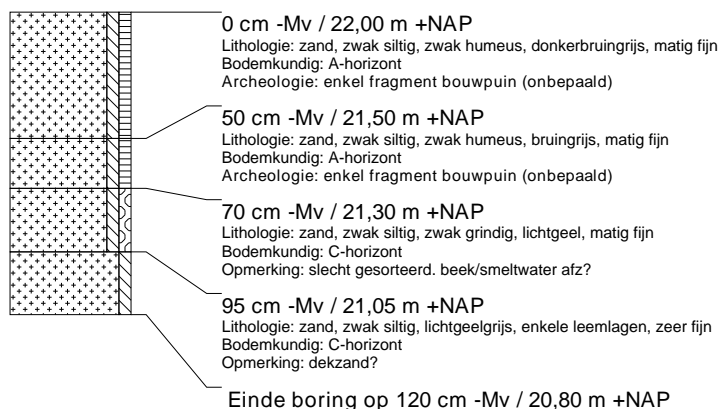 0 cm -Mv / 22,00 m +NAP
Lithologie: zand, zwak siltig, zwak humeus, donkerbruingrijs, matig fijn
Bodemkundig: A-horizont
Archeologie: enkel fragment bouwpuin (onbepaald)
50 cm -Mv / 21,50 m +NAP
Lithologie: zand, zwak siltig, zwak humeus, bruingrijs, matig fijn
Bodemkundig: A-horizont
Archeologie: enkel fragment bouwpuin (onbepaald)
70 cm -Mv / 21,30 m +NAP
Lithologie: zand, zwak siltig, zwak grindig, lichtgeel, matig fijn
Bodemkundig: C-horizont
Opmerking: slecht gesorteerd. beek/smeltwater afz?
95 cm -Mv / 21,05 m +NAP
Lithologie: zand, zwak siltig, lichtgeelgrijs, enkele leemlagen, zeer fijn
Bodemkundig: C-horizont
Opmerking: dekzand?
Einde boring op 120 cm -Mv / 20,80 m +NAP